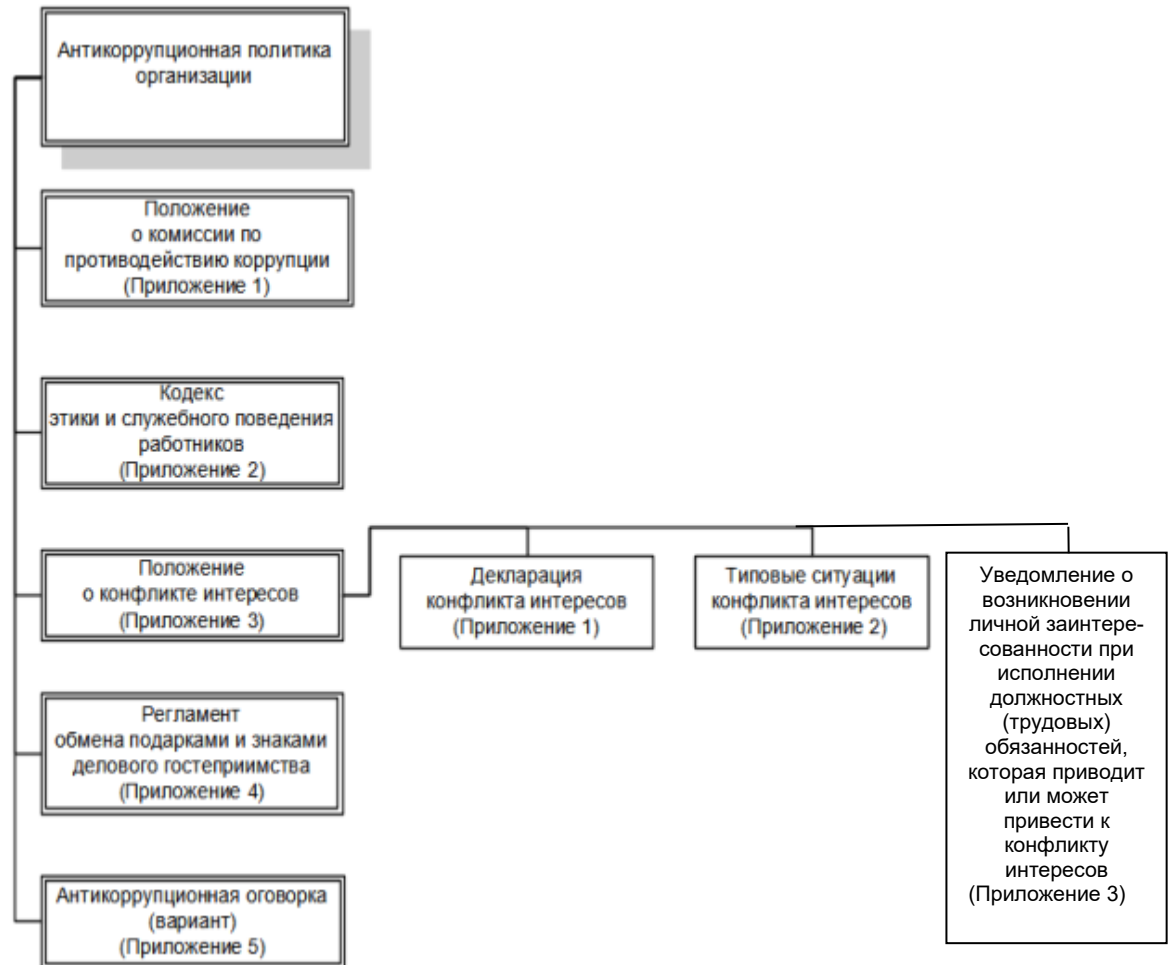 Антикоррупционная политика
организации
Положение
о комиссии по
противодействию коррупции
(Приложение 1)
Кодекс
этики и служебного поведения
работников
(Приложение 2)
Положение
о конфликте интересов
(Приложение 3)
Декларация
конфликта интересов
(Приложение 1)
Типовые ситуации
конфликта интересов
(Приложение 2)
Уведомление о
возникновении
личной заинтере-
сованности при
исполнении
должностных
(трудовых)
обязанностей,
которая приводит
или может
привести к
конфликту
интересов
(Приложение 3)
Регламент
обмена подарками и знаками
делового гостеприимства
(Приложение 4)
Антикоррупционная оговорка
(вариант)
(Приложение 5)